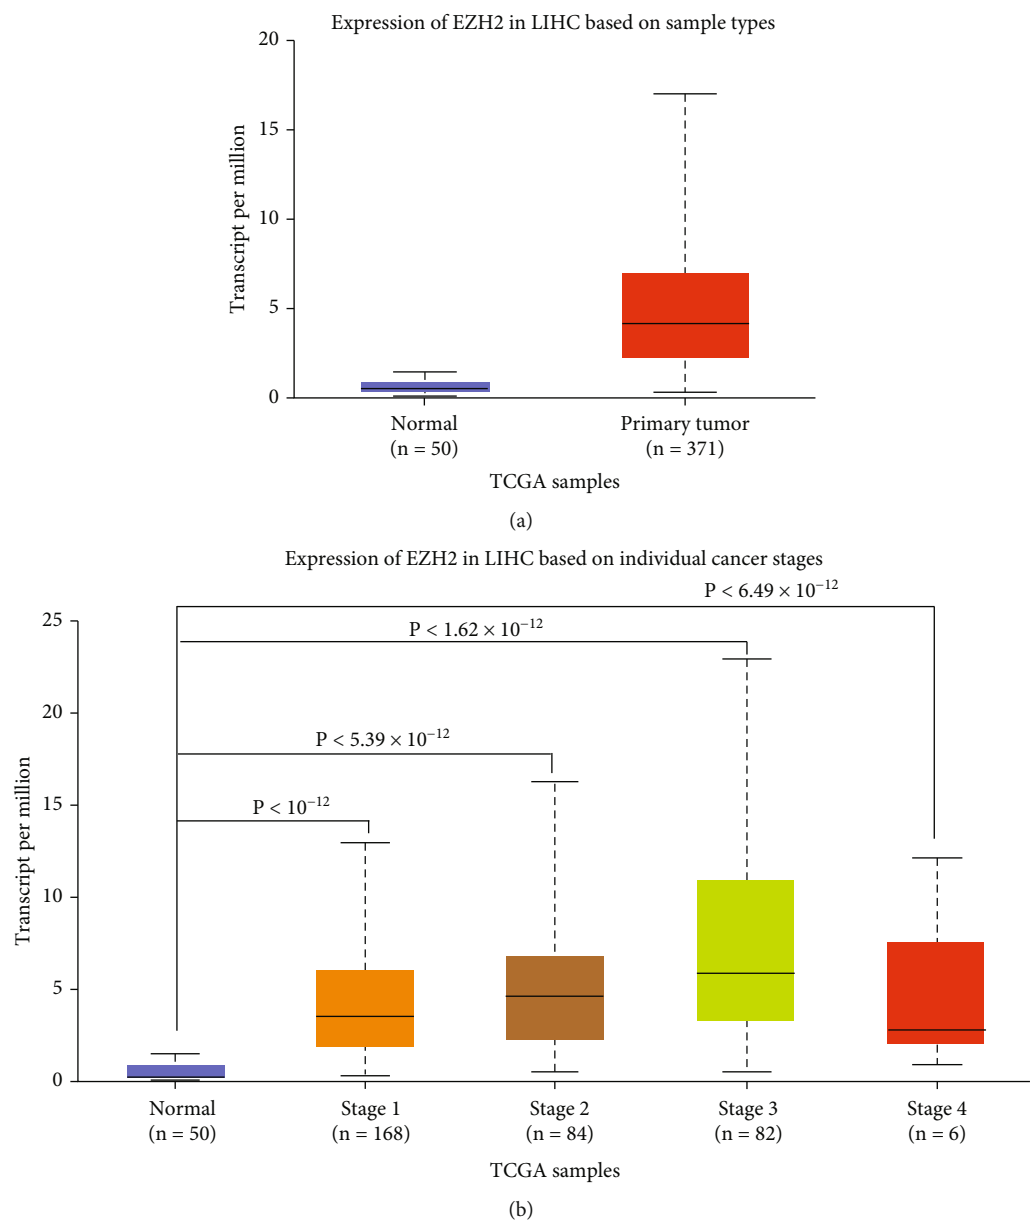 Expression of EZH2 in LIHC based on sample types
20
15
10
5
0
Transcript per million
Normal
(n = 50)
Primary tumor
(n = 371)
TCGA samples
(a)
Expression of EZH2 in LIHC based on individual cancer stages
P < 6.49 × 10⁻¹²
P < 1.62 × 10⁻¹²
P < 5.39 × 10⁻¹²
P < 10⁻¹²
25
20
15
10
5
0
Transcript per million
Normal
(n = 50)
Stage 1
(n = 168)
Stage 2
(n = 84)
Stage 3
(n = 82)
Stage 4
(n = 6)
TCGA samples
(b)